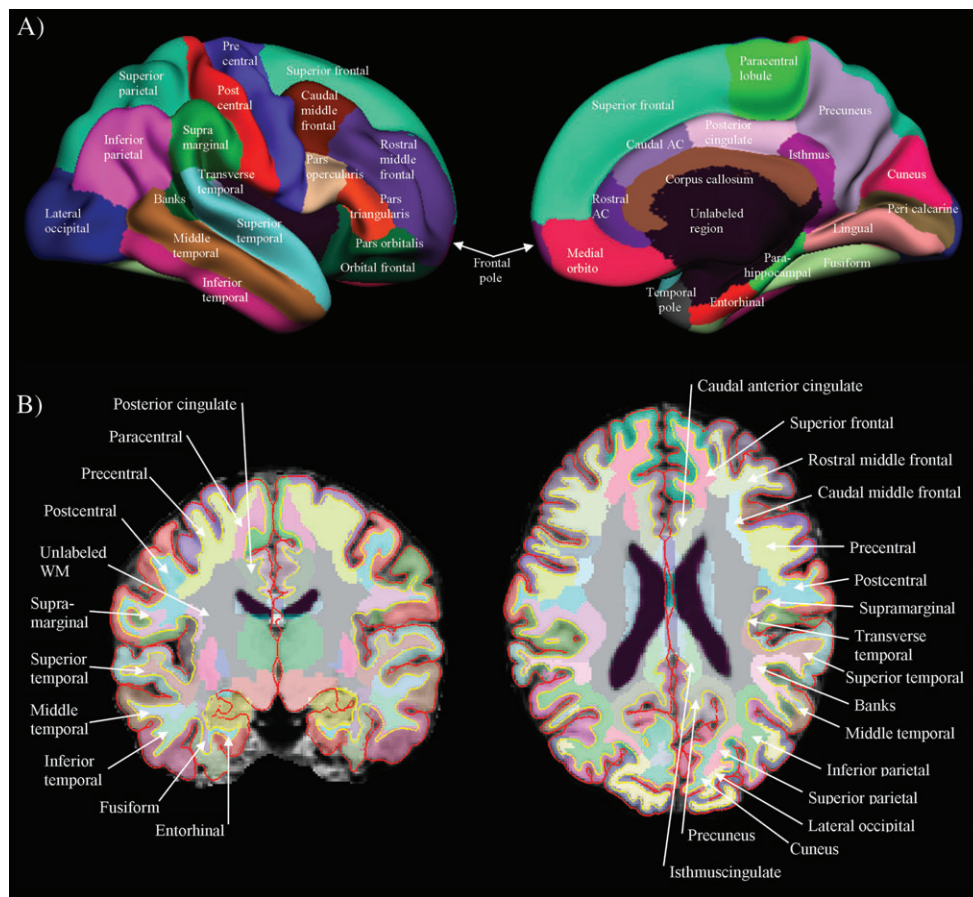 A)
Pre
central
Superior frontal
Superior
parietal
Post
central
Caudal
middle
frontal
Supra
marginal
Inferior
parietal
Rostral
middle
frontal
Pars
opercularis
Transverse
temporal
Banks
Lateral
occipital
Superior
temporal
Pars
triangularis
Middle
temporal
Pars orbitalis
Orbital frontal
Inferior
temporal
Frontal
pole
Paracentral
lobule
Superior frontal
Precuneus
Posterior
cingulate
Caudal AC
Isthmus
Corpus callosum
Cuneus
Rostral
AC
Unlabeled
region
Peri calcarine
Lingual
Medial
orbito
Para-
hippocampal
Fusiform
Temporal
pole
Entorhinal
B)
Posterior cingulate
Paracentral
Precentral
Postcentral
Unlabeled
WM
Supra-
marginal
Superior
temporal
Middle
temporal
Inferior
temporal
Fusiform
Entorhinal
Caudal anterior cingulate
Superior frontal
Rostral middle frontal
Caudal middle frontal
Precentral
Postcentral
Supramarginal
Transverse
temporal
Superior temporal
Banks
Middle temporal
Inferior parietal
Superior parietal
Lateral occipital
Precuneus
Cuneus
Isthmuscingulate